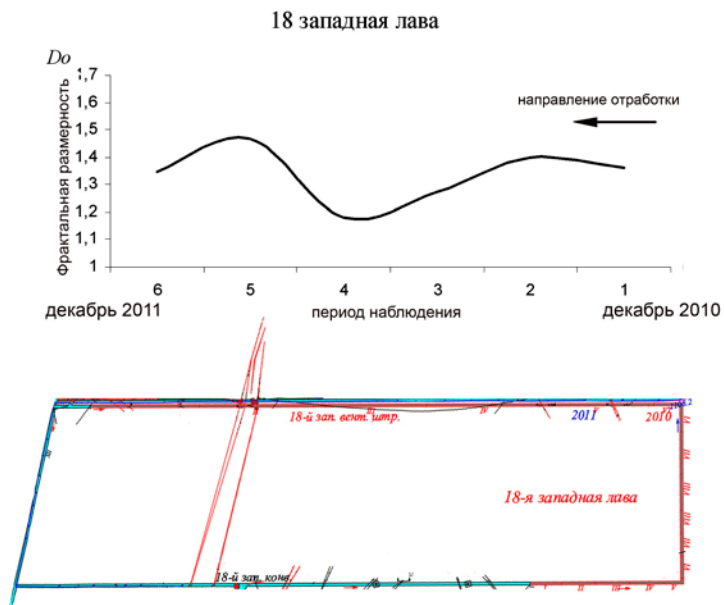 18 западная лава
Do
1,7
1,6
1,5
1,4
1,3
1,2
1,1
1
Фрактальная размерность
направление отработки
6 5 4 3 2 1
декабрь 2011 период наблюдения декабрь 2010
18-й зап. вент. штр.
2011 2010
18-я западная лава
18-й зап. конв.